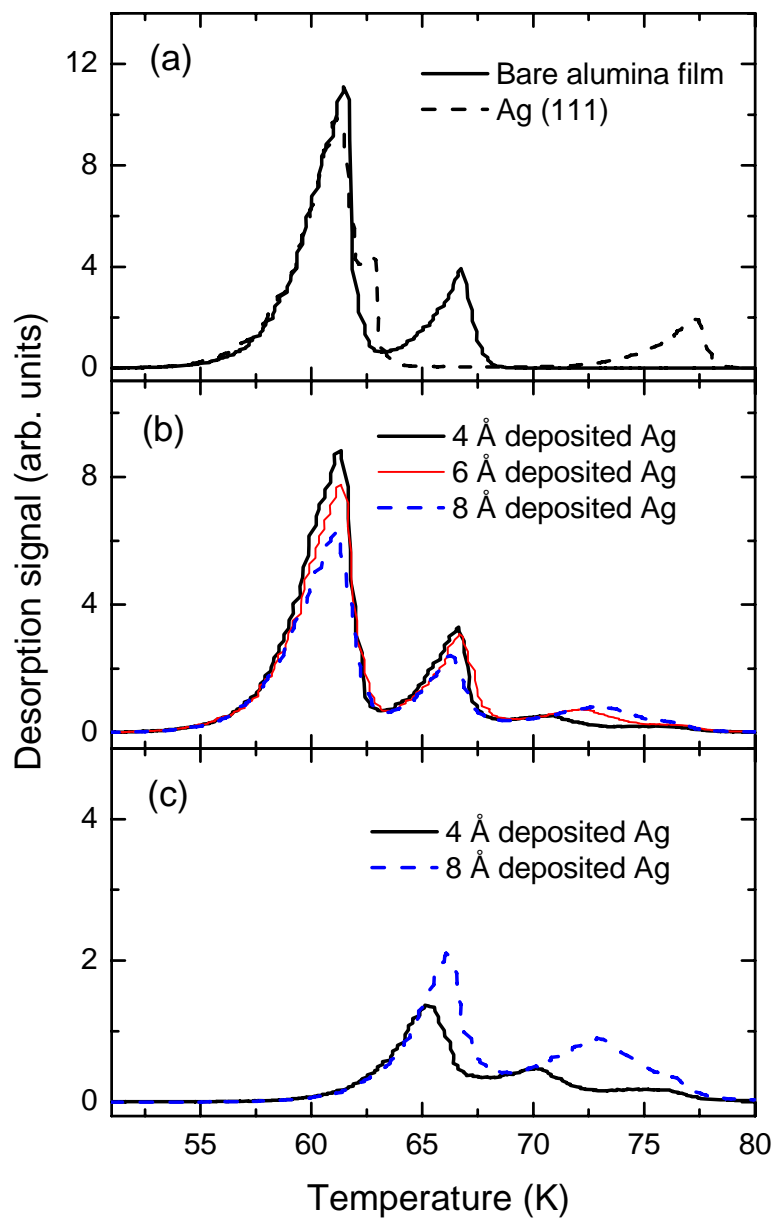 (a)
Bare alumina film
Ag (111)
12
8
4
0
(b)
4 Å deposited Ag
6 Å deposited Ag
8 Å deposited Ag
8
4
0
Desorption signal (arb. units)
(c)
4 Å deposited Ag
8 Å deposited Ag
4
2
0
55 60 65 70 75 80
Temperature (K)